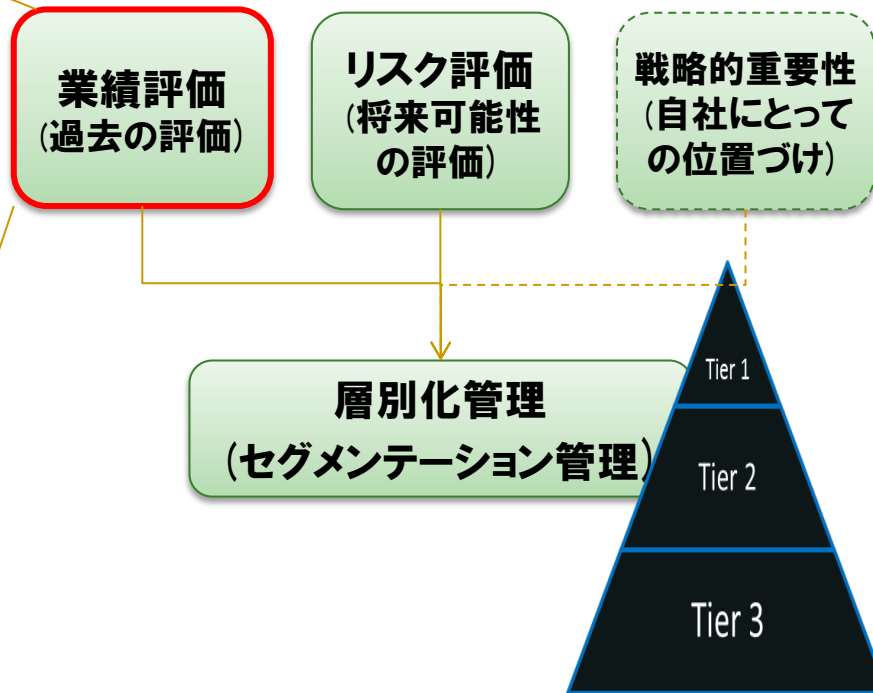 業績評価
(過去の評価)
リスク評価
(将来可能性
の評価)
戦略的重要性
(自社にとって
の位置づけ)
層別化管理
(セグメンテーション管理)
Tier 1
Tier 2
Tier 3